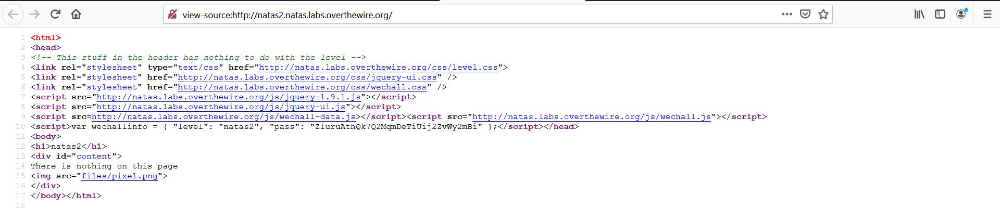 view-source:http://natas2.natas.labs.overthewire.org/
1 <html>
2 <head>
3 <!-- This stuff in the header has nothing to do with the level -->
4 <link rel="stylesheet" type="text/css" href="http://natas.labs.overthewire.org/css/level.css">
5 <link rel="stylesheet" href="http://natas.labs.overthewire.org/css/jquery-ui.css" />
6 <link rel="stylesheet" href="http://natas.labs.overthewire.org/css/wechall.css" />
7 <script src="http://natas.labs.overthewire.org/js/jquery-1.9.1.js"></script>
8 <script src="http://natas.labs.overthewire.org/js/jquery-ui.js"></script>
9 <script src=http://natas.labs.overthewire.org/js/wechall-data.js></script><script src="http://natas.labs.overthewire.org/js/wechall.js"></script>
10 <script>var wechallinfo = { "level": "natas2", "pass": "ZluruAthQk7Q2MqmDeTiUij2ZvWy2mBi" };</script></head>
11 <body>
12 <h1>natas2</h1>
13 <div id="content">
14 There is nothing on this page
15 <img src="files/pixel.png">
16 </div>
17 </body></html>
18